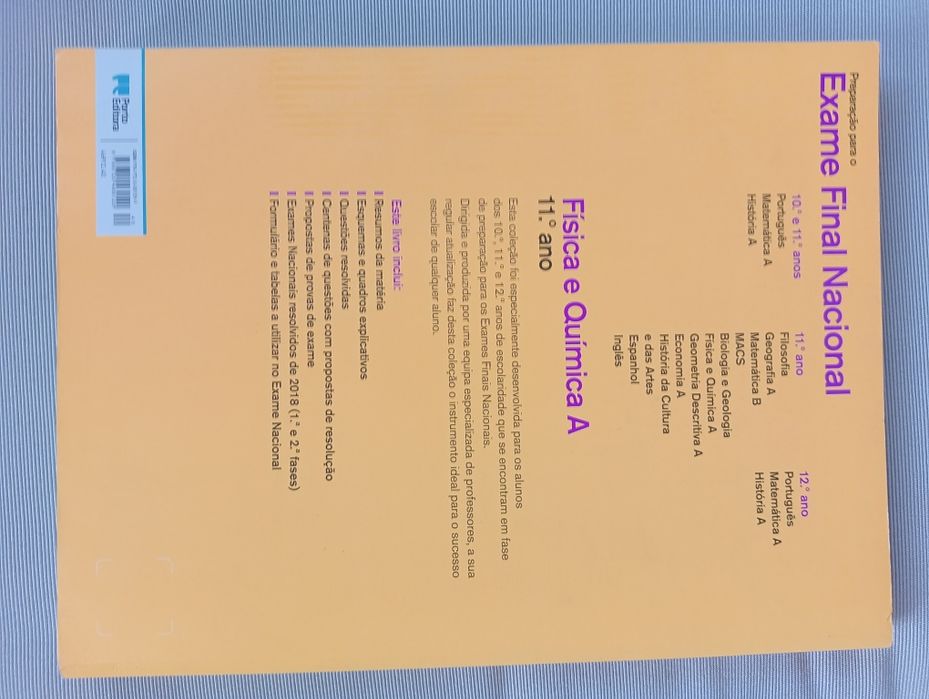 Preparação para o
Exame Final Nacional
10.º e 11.º anos
Português
Matemática A
História A
11.º ano
Filosofia
Geografia A
Matemática B
MACS
Biologia e Geologia
Física e Química A
Geometria Descritiva A
Economia A
História da Cultura
e das Artes
Espanhol
Inglês
12.º ano
Português
Matemática A
História A
Física e Química A
11.º ano
Esta coleção foi especialmente desenvolvida para os alunos
dos 10.º, 11.º e 12.º anos de escolaridade que se encontram em fase
de preparação para os Exames Finais Nacionais.
Dirigida e produzida por uma equipa especializada de professores, a sua
regular atualização faz desta coleção o instrumento ideal para o sucesso
escolar de qualquer aluno.
Este livro inclui:
Resumos da matéria
Esquemas e quadros explicativos
Questões resolvidas
Centenas de questões com propostas de resolução
Propostas de provas de exame
Exames Nacionais resolvidos de 2018 (1.ª e 2.ª fases)
Formulário e tabelas a utilizar no Exame Nacional
Porto
Editora